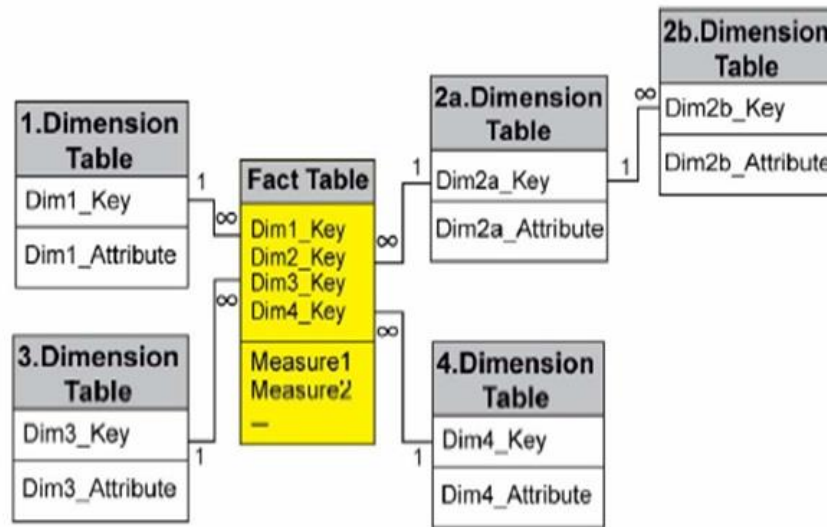 1.Dimension
Table
1
Dim1_Key
Dim1_Attribute
∞
Fact Table
Dim1_Key
Dim2_Key
Dim3_Key
Dim4_Key
Measure1
Measure2
∞
∞
∞
2a.Dimension
Table
1
Dim2a_Key
1
Dim2a_Attribute
2b.Dimension
Table
∞
Dim2b_Key
Dim2b_Attribute
3.Dimension
Table
Dim3_Key
1
Dim3_Attribute
4.Dimension
Table
1
Dim4_Key
Dim4_Attribute